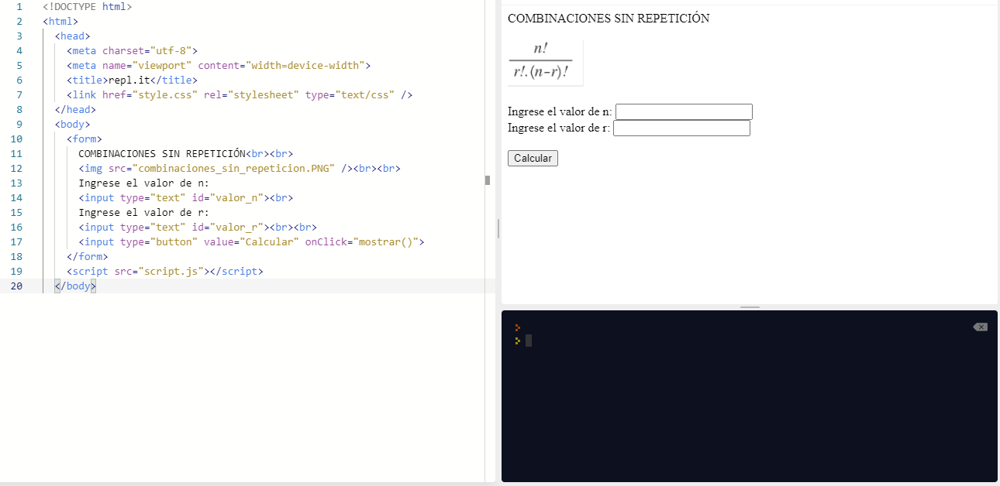 1 <!DOCTYPE html>
2 <html>
3 <head>
4 <meta charset="utf-8">
5 <meta name="viewport" content="width=device-width">
6 <title>repl.it</title>
7 <link href="style.css" rel="stylesheet" type="text/css" />
8 </head>
9 <body>
10 <form>
11 COMBINACIONES SIN REPETICIÓN<br><br>
12 <img src="combinaciones_sin_repeticion.PNG" /><br><br>
13 Ingrese el valor de n:
14 <input type="text" id="valor_n"><br>
15 Ingrese el valor de r:
16 <input type="text" id="valor_r"><br><br>
17 <input type="button" value="Calcular" onClick="mostrar()">
18 </form>
19 <script src="script.js"></script>
20 </body>
COMBINACIONES SIN REPETICIÓN
n!
r!.(n-r)!
Ingrese el valor de n:
Ingrese el valor de r:
Calcular